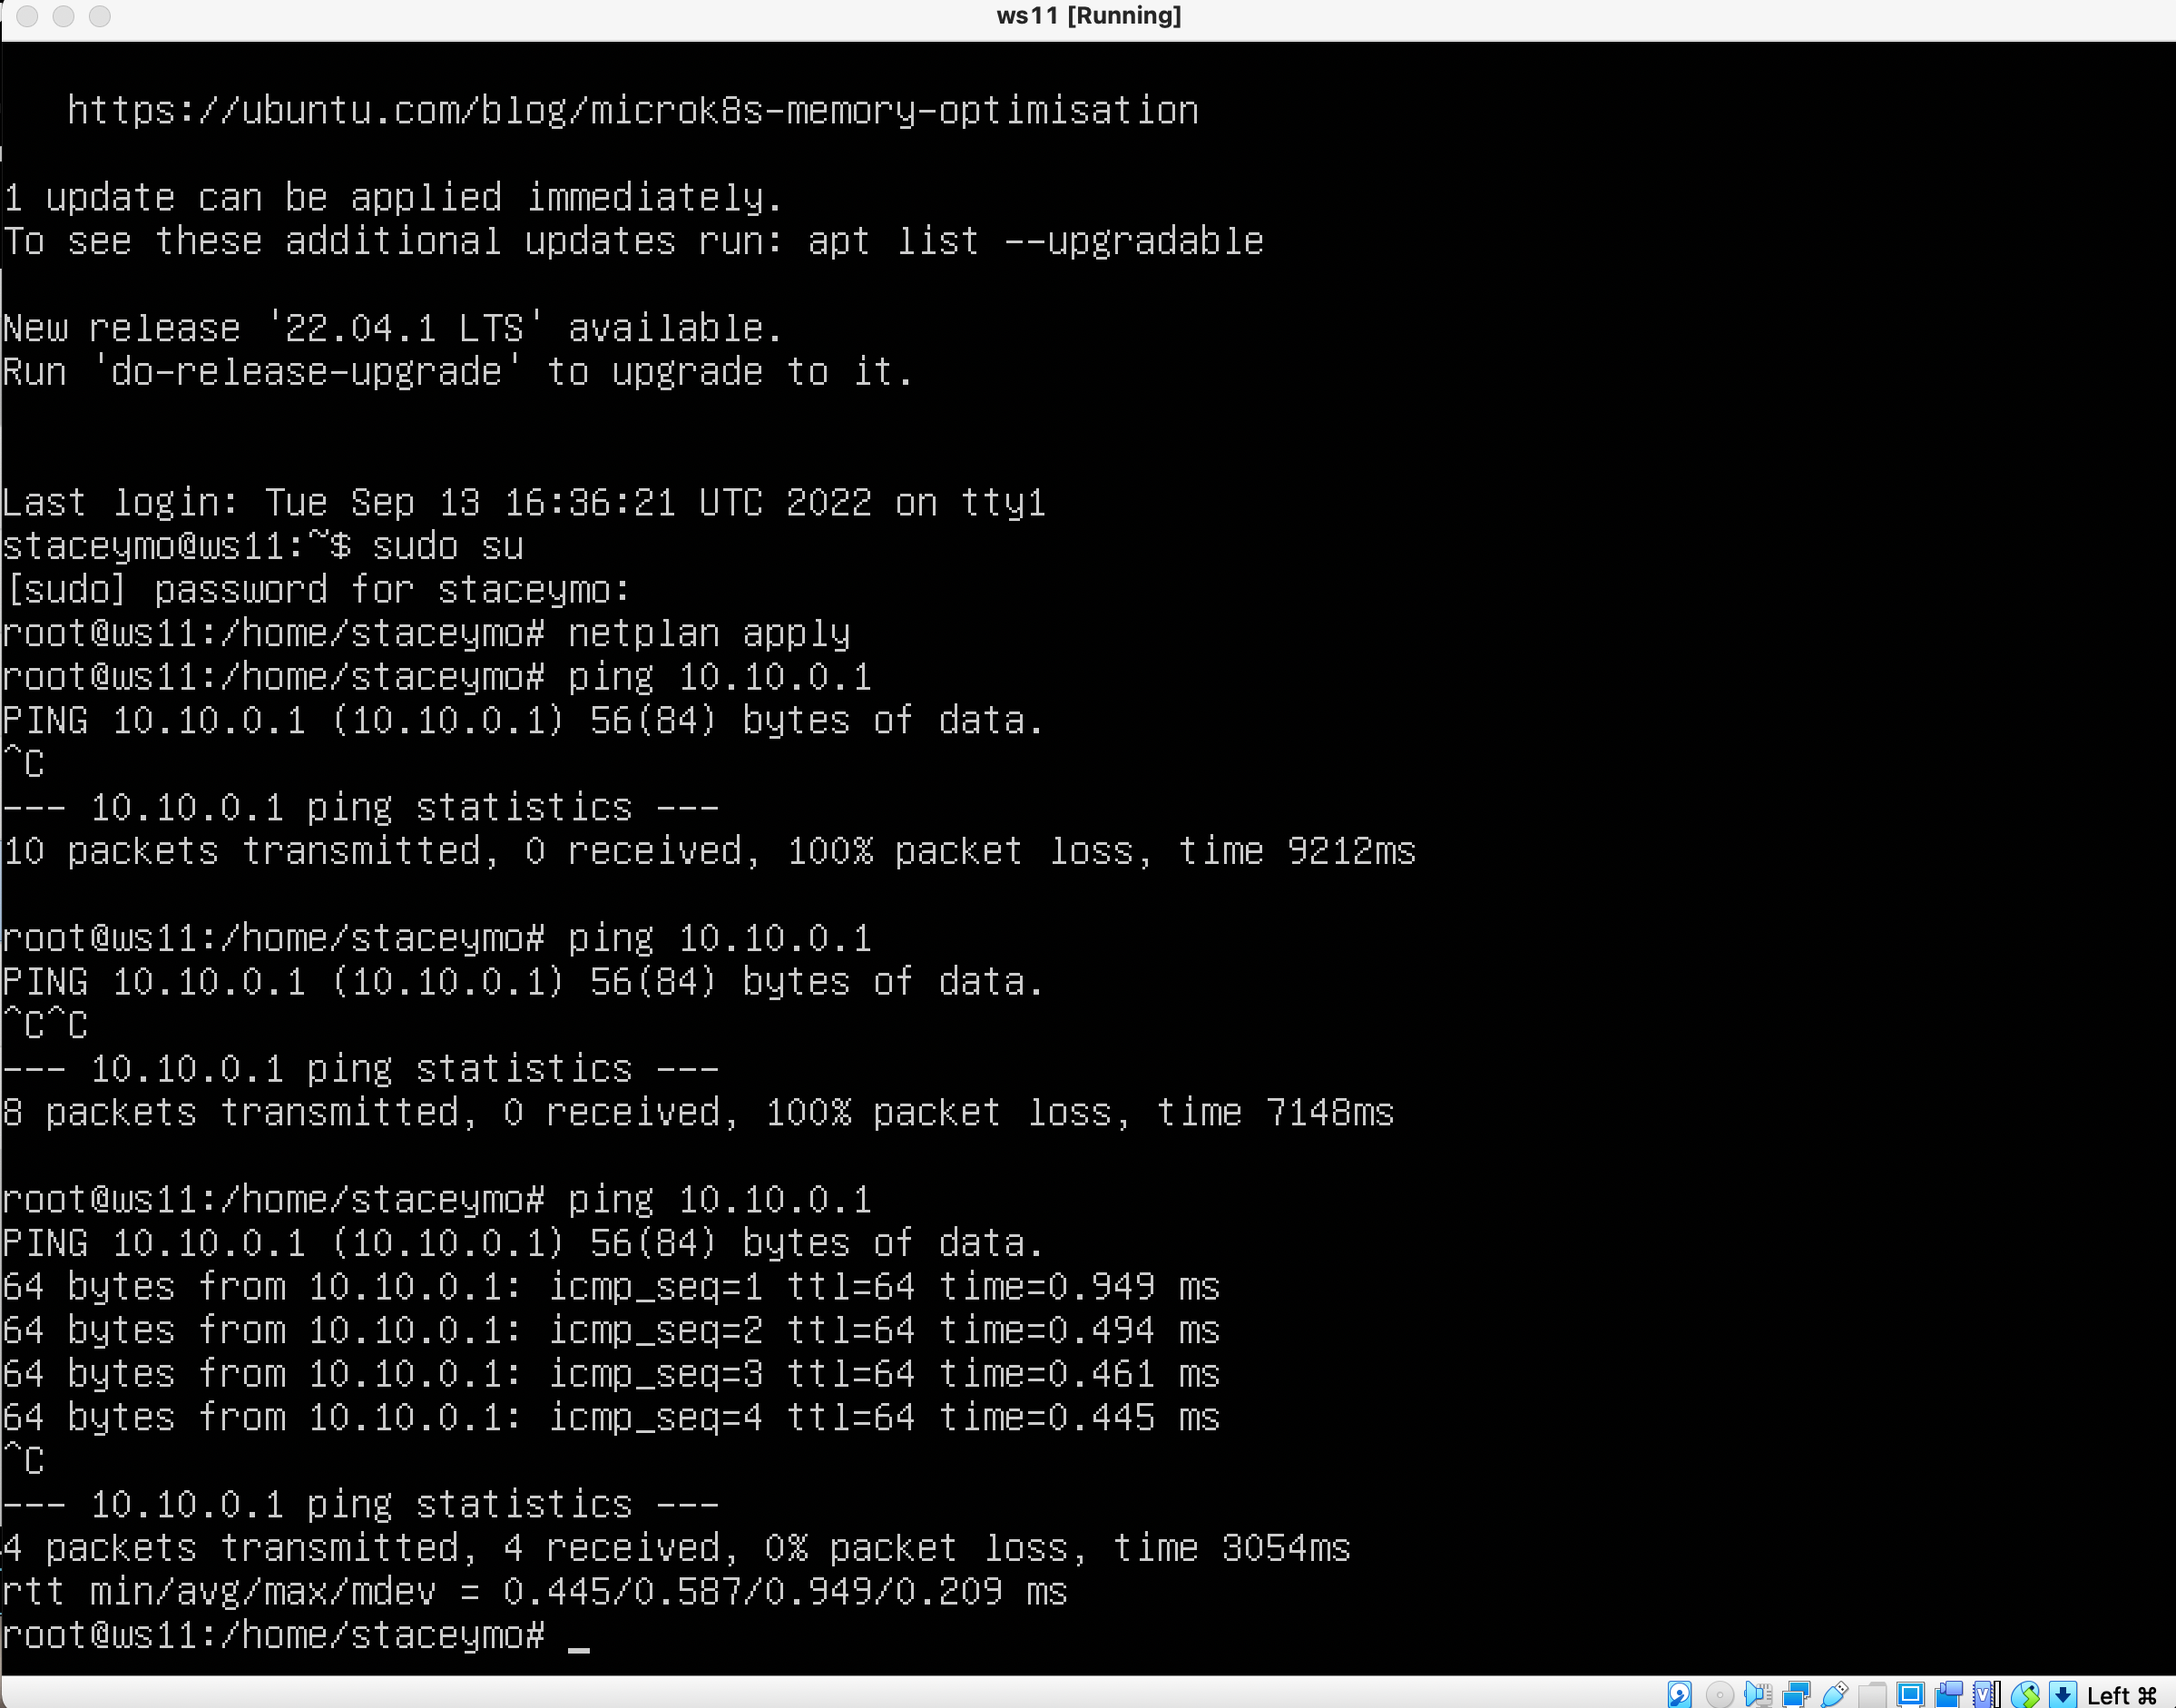 ws11 [Running]
https://ubuntu.com/blog/microk8s-memory-optimisation
1 update can be applied immediately.
To see these additional updates run: apt list --upgradable
New release '22.04.1 LTS' available.
Run 'do-release-upgrade' to upgrade to it.
Last login: Tue Sep 13 16:36:21 UTC 2022 on tty1
staceymo@ws11:~$ sudo su
[sudo] password for staceymo:
root@ws11:/home/staceymo# netplan apply
root@ws11:/home/staceymo# ping 10.10.0.1
PING 10.10.0.1 (10.10.0.1) 56(84) bytes of data.
^C
--- 10.10.0.1 ping statistics ---
10 packets transmitted, 0 received, 100% packet loss, time 9212ms
root@ws11:/home/staceymo# ping 10.10.0.1
PING 10.10.0.1 (10.10.0.1) 56(84) bytes of data.
^C^C
--- 10.10.0.1 ping statistics ---
8 packets transmitted, 0 received, 100% packet loss, time 7148ms
root@ws11:/home/staceymo# ping 10.10.0.1
PING 10.10.0.1 (10.10.0.1) 56(84) bytes of data.
64 bytes from 10.10.0.1: icmp_seq=1 ttl=64 time=0.949 ms
64 bytes from 10.10.0.1: icmp_seq=2 ttl=64 time=0.494 ms
64 bytes from 10.10.0.1: icmp_seq=3 ttl=64 time=0.461 ms
64 bytes from 10.10.0.1: icmp_seq=4 ttl=64 time=0.445 ms
^C
--- 10.10.0.1 ping statistics ---
4 packets transmitted, 4 received, 0% packet loss, time 3054ms
rtt min/avg/max/mdev = 0.445/0.587/0.949/0.209 ms
root@ws11:/home/staceymo# _
Left ⌘